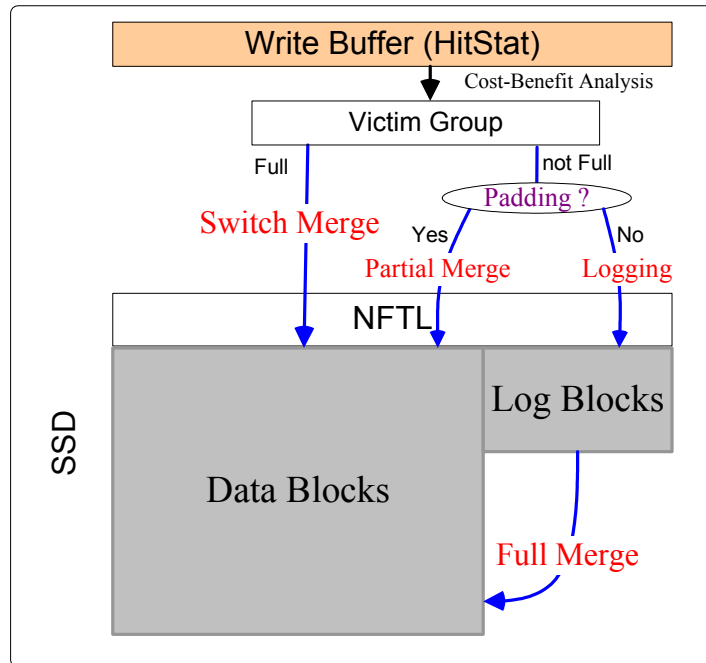 Write Buffer (HitStat)
Cost-Benefit Analysis
Victim Group
Full
not Full
Padding ?
Switch Merge
Yes
No
Partial Merge
Logging
NFTL
Log Blocks
SSD
Data Blocks
Full Merge